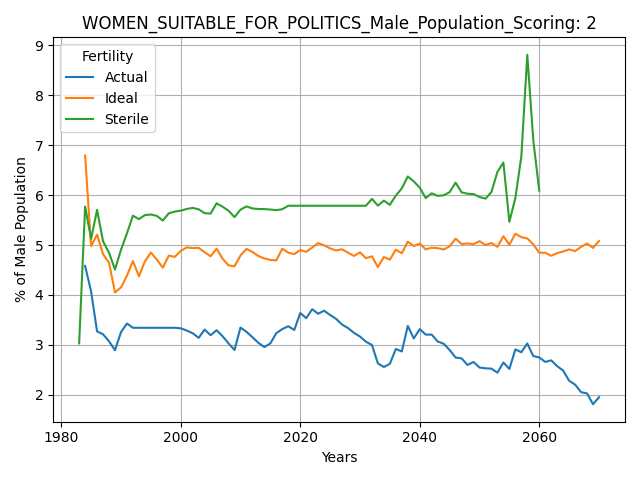 WOMEN_SUITABLE_FOR_POLITICS_Male_Population_Scoring: 2
Fertility
Actual
Ideal
Sterile
% of Male Population
9
8
7
6
5
4
3
2
1980 2000 2020 2040 2060
Years